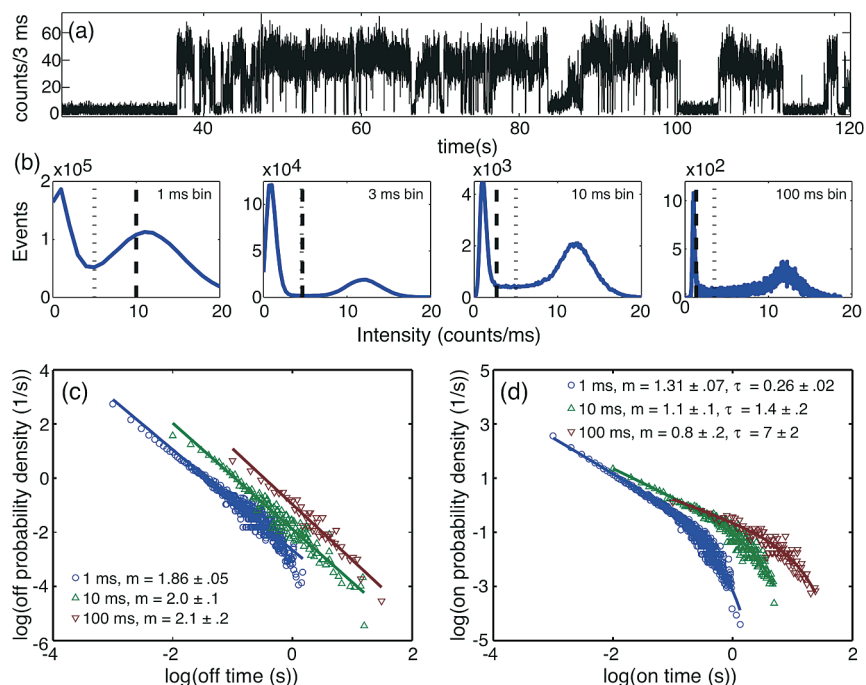 (a)
counts/3 ms
60
40
20
0
40
60
80
100
120
time(s)
(b)
x10⁵
x10⁴
x10³
x10²
1 ms bin
3 ms bin
10 ms bin
100 ms bin
Events
2
1
0
10
5
0
4
2
0
10
5
0
0 10 20
0 10 20
0 10 20
0 10 20
Intensity (counts/ms)
(c)
log(off probability density (1/s))
6
4
2
0
-2
-4
-6
1 ms, m = 1.86 ± .05
10 ms, m = 2.0 ± .1
100 ms, m = 2.1 ± .2
-4
-2
0
2
log(off time (s))
(d)
log(on probability density (1/s))
5
3
1
-1
-3
-5
1 ms, m = 1.31 ± .07, τ = 0.26 ± .02
10 ms, m = 1.1 ± .1, τ = 1.4 ± .2
100 ms, m = 0.8 ± .2, τ = 7 ± 2
-4
-2
0
2
log(on time (s))